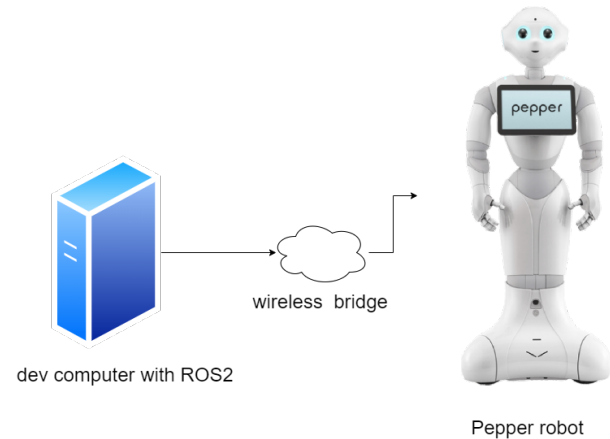 pepper
wireless bridge
dev computer with ROS2
Pepper robot